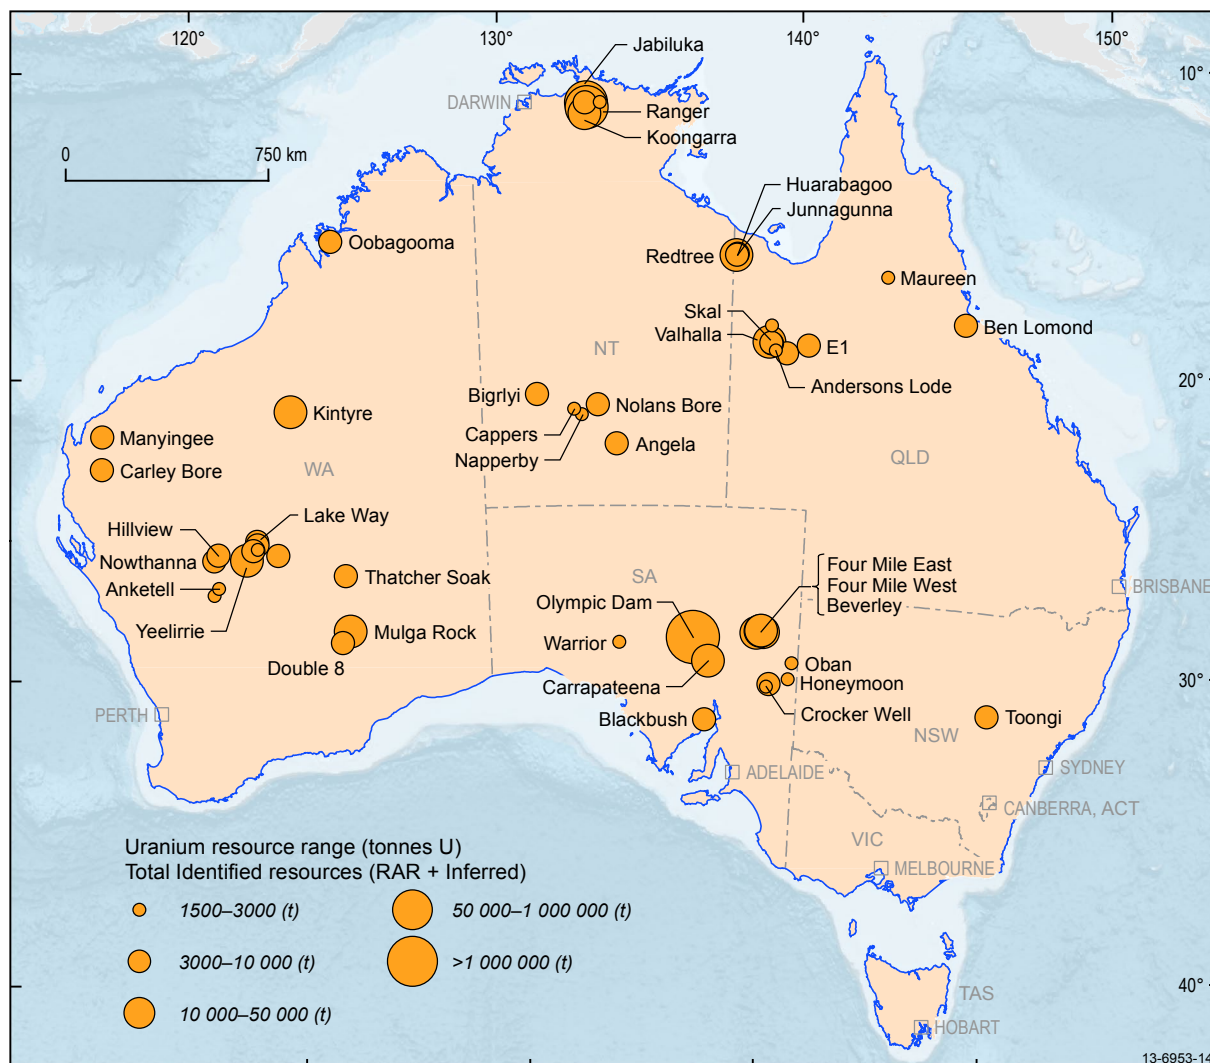 120°
130°
140°
150°
Jabiluka
10°
DARWIN
Ranger
Koongarra
0
750 km
Huarabagoo
Junnagunna
Oobagooma
Redtree
Maureen
Skal
Valhalla
Ben Lomond
E1
NT
Andersons Lode
20°
Bigrlyi
Nolans Bore
Kintyre
Cappers
Manyingee
Angela
Napperby
QLD
WA
Carley Bore
Lake Way
Hillview
Nowthanna
Four Mile East
Thatcher Soak
SA
Four Mile West
Anketell
BRISBANE
Olympic Dam
Beverley
Yeelirrie
Mulga Rock
Warrior
Double 8
Oban
30°
Carrapateena
Honeymoon
Crocker Well
PERTH
Blackbush
Toongi
NSW
ADELAIDE
SYDNEY
CANBERRA, ACT
VIC
Uranium resource range (tonnes U)
Total Identified resources (RAR + Inferred)
MELBOURNE
1500–3000 (t)
50 000–1 000 000 (t)
3000–10 000 (t)
>1 000 000 (t)
10 000–50 000 (t)
40°
TAS
HOBART
13-6953-14